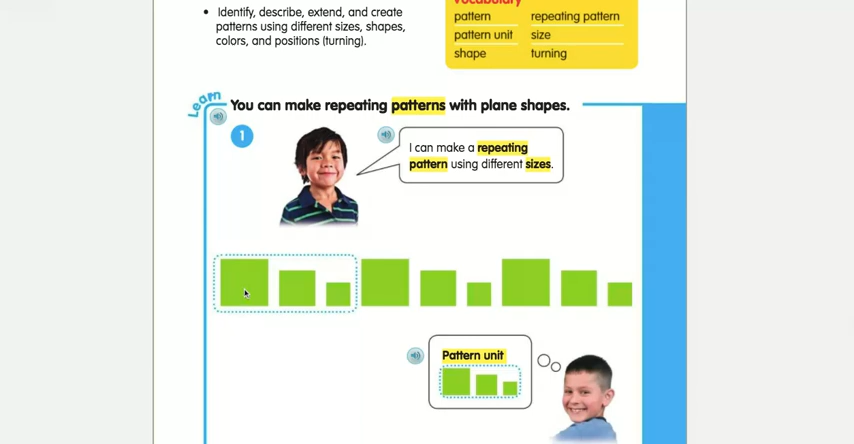 Vocabulary
• Identify, describe, extend, and create
patterns using different sizes, shapes,
colors, and positions (turning).
pattern repeating pattern
pattern unit size
shape turning
Learn
You can make repeating patterns with plane shapes.
1
I can make a repeating
pattern using different sizes.
Pattern unit